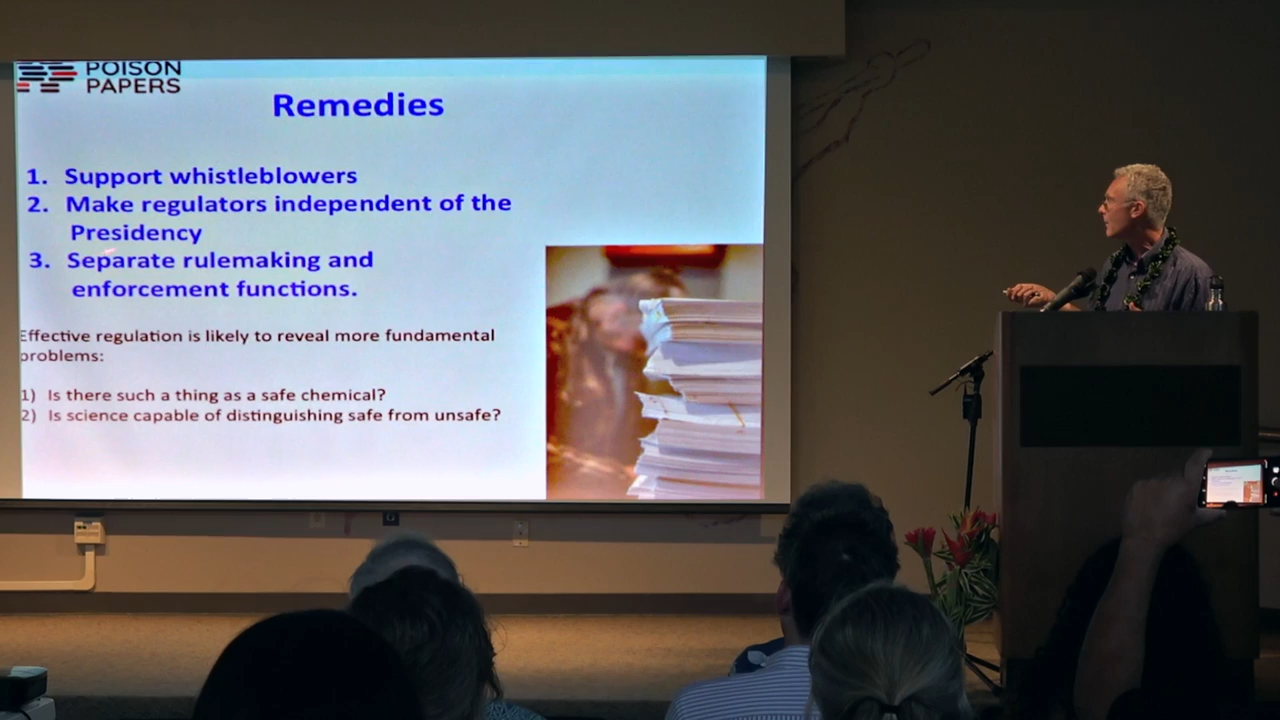 POISON
PAPERS
Remedies
1. Support whistleblowers
2. Make regulators independent of the
Presidency
3. Separate rulemaking and
enforcement functions.
Effective regulation is likely to reveal more fundamental
problems:
1) Is there such a thing as a safe chemical?
2) Is science capable of distinguishing safe from unsafe?